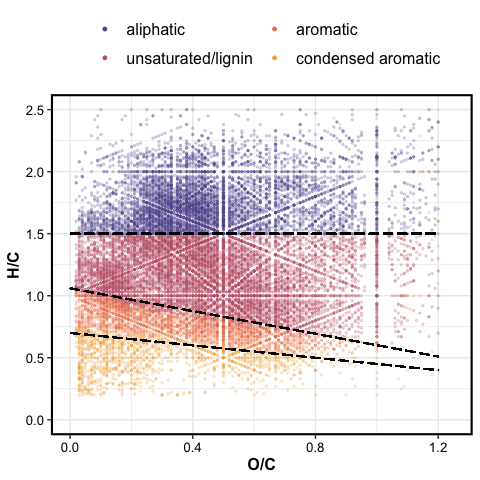 aliphatic
aromatic
unsaturated/lignin
condensed aromatic
2.5
2.0
1.5
1.0
0.5
0.0
H/C
0.0
0.4
0.8
1.2
O/C